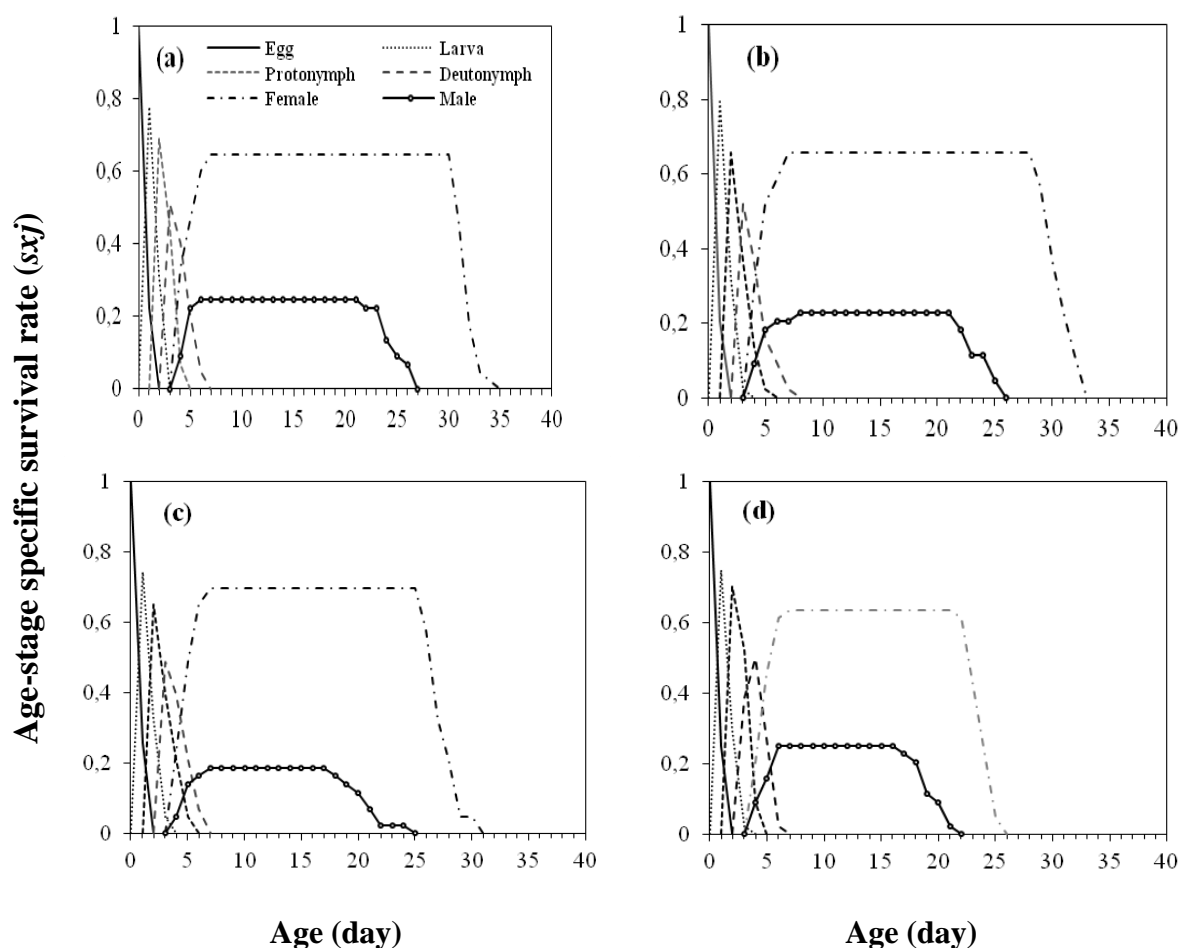 Age-stage specific survival rate (sxj)
(a)
Egg Larva
Protonymph Deutonymph
Female Male
1
0,8
0,6
0,4
0,2
0
0 5 10 15 20 25 30 35 40
(b)
1
0,8
0,6
0,4
0,2
0
0 5 10 15 20 25 30 35 40
(c)
1
0,8
0,6
0,4
0,2
0
0 5 10 15 20 25 30 35 40
(d)
1
0,8
0,6
0,4
0,2
0
0 5 10 15 20 25 30 35 40
Age (day) Age (day)